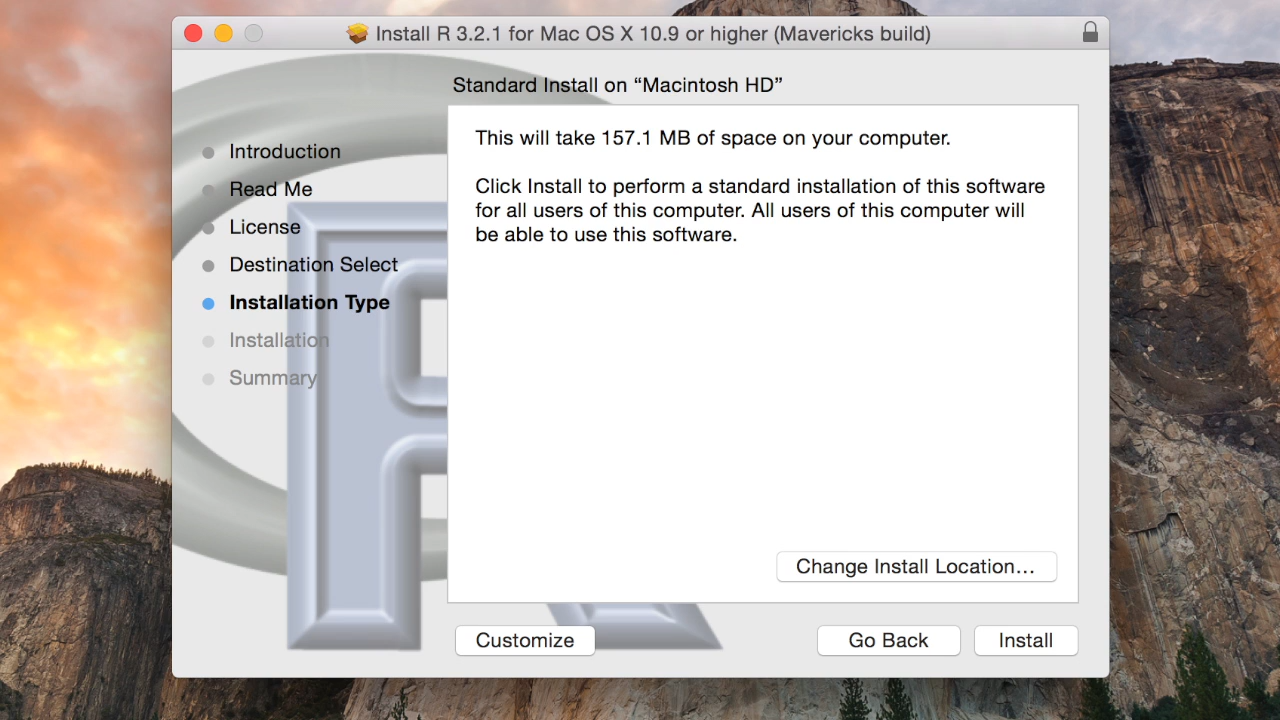 Install R 3.2.1 for Mac OS X 10.9 or higher (Mavericks build)
Standard Install on “Macintosh HD”
Introduction
Read Me
License
Destination Select
Installation Type
Installation
Summary
This will take 157.1 MB of space on your computer.
Click Install to perform a standard installation of this software
for all users of this computer. All users of this computer will
be able to use this software.
Change Install Location…
Customize
Go Back
Install
R